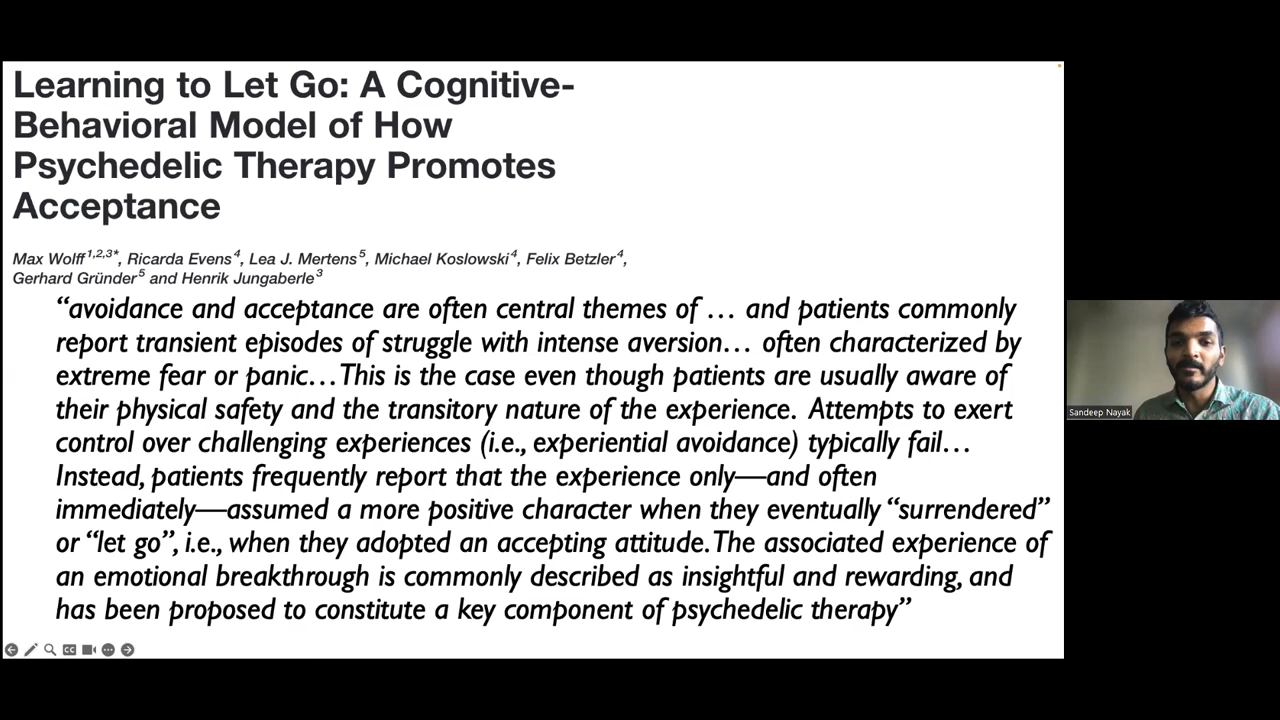 Learning to Let Go: A Cognitive-
Behavioral Model of How
Psychedelic Therapy Promotes
Acceptance
Max Wolff1,2,3*, Ricarda Evens4, Lea J. Mertens5, Michael Koslowski4, Felix Betzler4,
Gerhard Gründer5 and Henrik Jungaberle3
“avoidance and acceptance are often central themes of … and patients commonly
report transient episodes of struggle with intense aversion… often characterized by
extreme fear or panic…This is the case even though patients are usually aware of
their physical safety and the transitory nature of the experience. Attempts to exert
control over challenging experiences (i.e., experiential avoidance) typically fail…
Instead, patients frequently report that the experience only—and often
immediately—assumed a more positive character when they eventually “surrendered”
or “let go”, i.e., when they adopted an accepting attitude. The associated experience of
an emotional breakthrough is commonly described as insightful and rewarding, and
has been proposed to constitute a key component of psychedelic therapy”
CC
Sandeep Nayak